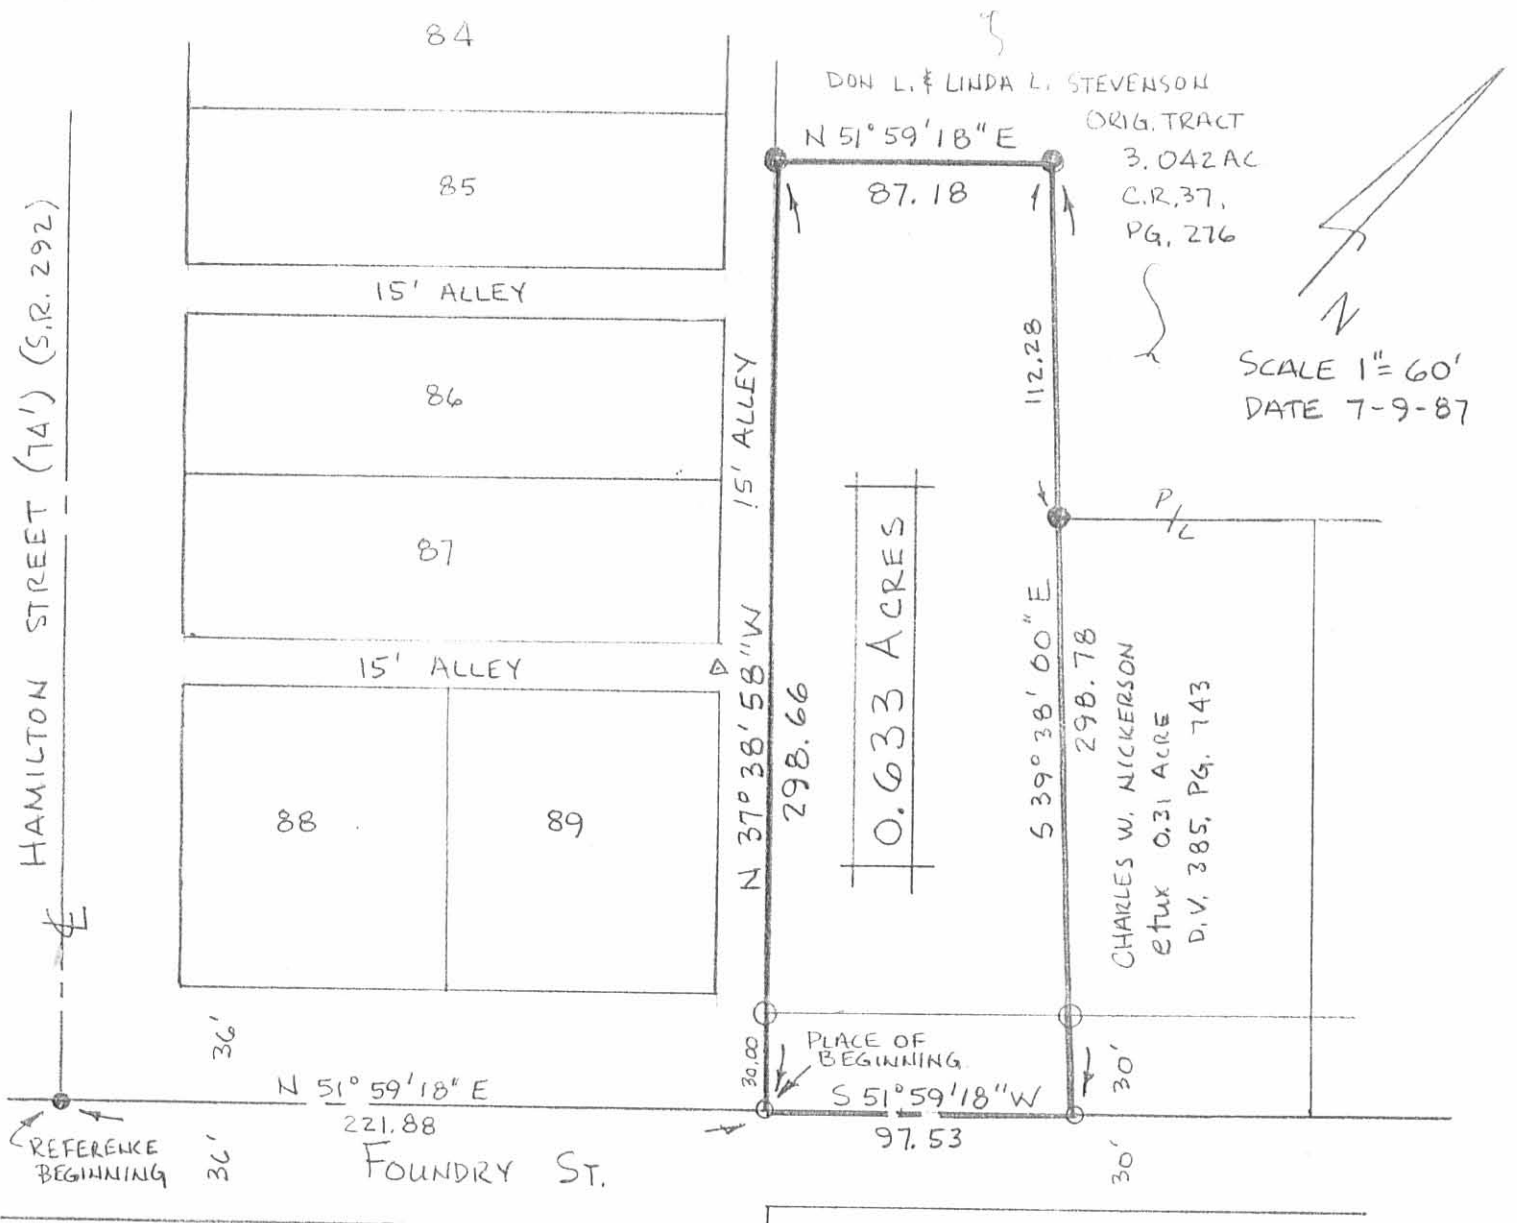 84
DON L. & LINDA L. STEVENSON
ORIG. TRACT
3.042 AC
C.R. 37,
PG. 276
N 51° 59' 18" E
87.18
85
15' ALLEY
HAMILTON STREET (74') (S.R. 292)
N
SCALE 1" = 60'
DATE 7-9-87
112.28
86
15' ALLEY
87
P/L
15' ALLEY
N 37° 38' 58" W
298.66
0.633 ACRES
S 39° 38' 60" E
298.78
CHARLES W. NICKERSON
etux 0.31 ACRE
D.V. 385, PG. 743
88
89
36'
30.00
PLACE OF
BEGINNING
30'
N 51° 59' 18" E
221.88
S 51° 59' 18" W
97.53
REFERENCE
BEGINNING
36'
FOUNDRY ST.
30'